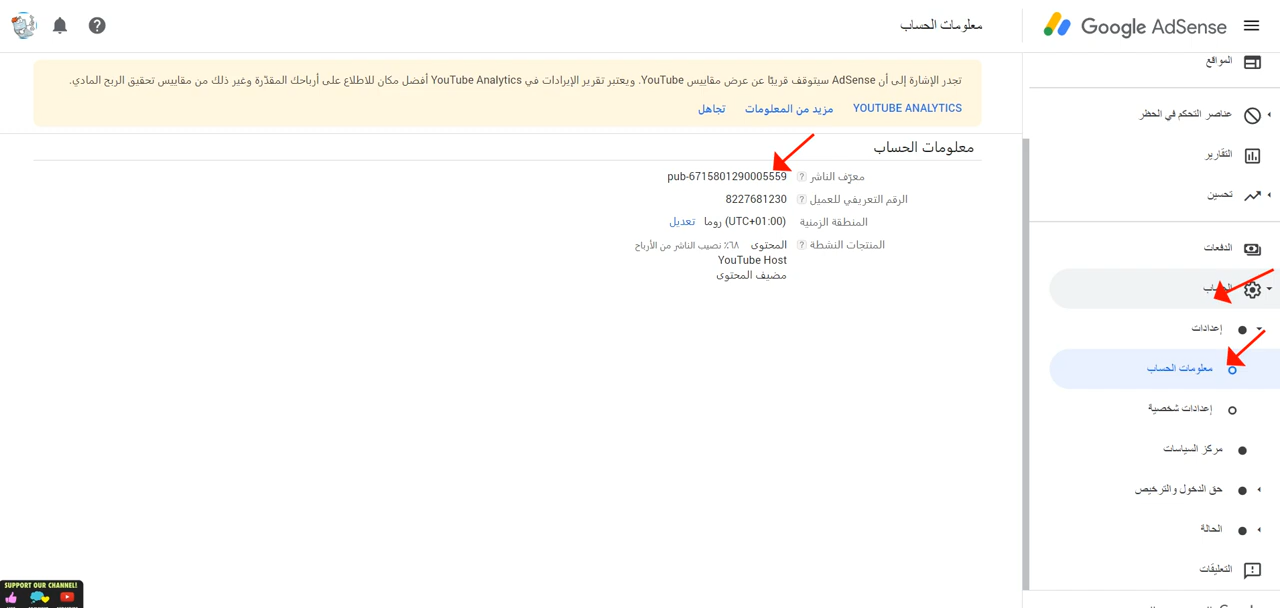 Google AdSense
معلومات الحساب
المواقع
عناصر التحكم في الحظر
التقارير
تحسين
الدفعات
إعدادات
معلومات الحساب
إعدادات شخصية
مركز السياسات
حق الدخول والترخيص
الحالة
التعليقات
تجدر الإشارة إلى أن AdSense سيتوقف قريبًا عن عرض مقاييس YouTube. ويعتبر تقرير الإيرادات في YouTube Analytics أفضل مكان للاطلاع على أرباحك المقدّرة وغير ذلك من مقاييس تحقيق الربح المادي.
YOUTUBE ANALYTICS مزيد من المعلومات تجاهل
معلومات الحساب
معرّف الناشر ? pub-6715801290005559
الرقم التعريفي للعميل ? 8227681230
المنطقة الزمنية (UTC+01:00) روما تعديل
المنتجات النشطة ? المحتوى ٦٨٪ نصيب الناشر من الأرباح
YouTube Host
مضيف المحتوى
SUPPORT OUR CHANNEL!